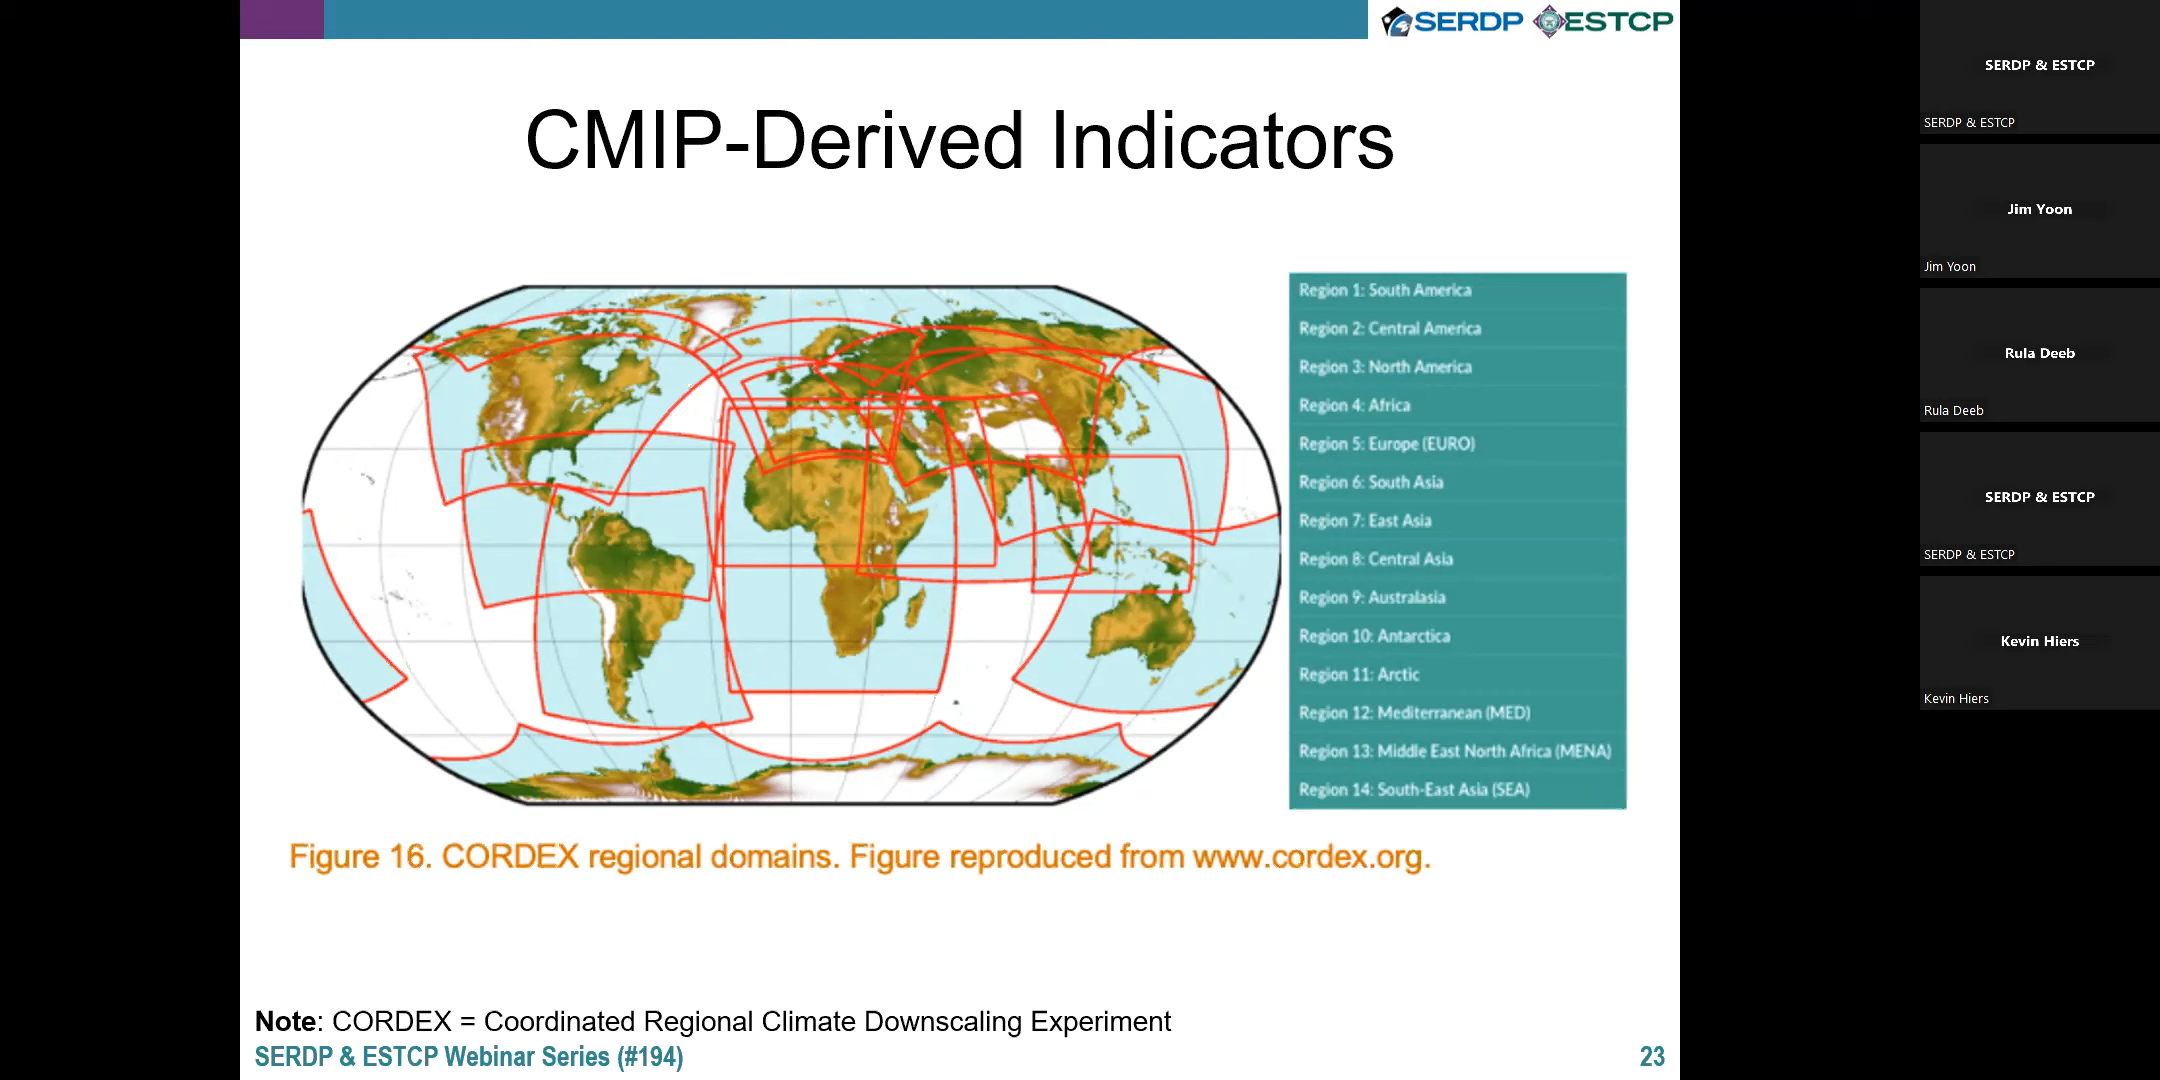 SERDP ESTCP
CMIP-Derived Indicators
Region 1: South America
Region 2: Central America
Region 3: North America
Region 4: Africa
Region 5: Europe (EURO)
Region 6: South Asia
Region 7: East Asia
Region 8: Central Asia
Region 9: Australasia
Region 10: Antarctica
Region 11: Arctic
Region 12: Mediterranean (MED)
Region 13: Middle East North Africa (MENA)
Region 14: South-East Asia (SEA)
Figure 16. CORDEX regional domains. Figure reproduced from www.cordex.org.
Note: CORDEX = Coordinated Regional Climate Downscaling Experiment
SERDP & ESTCP Webinar Series (#194)
23
SERDP & ESTCP
SERDP & ESTCP
Jim Yoon
Jim Yoon
Rula Deeb
Rula Deeb
SERDP & ESTCP
SERDP & ESTCP
Kevin Hiers
Kevin Hiers